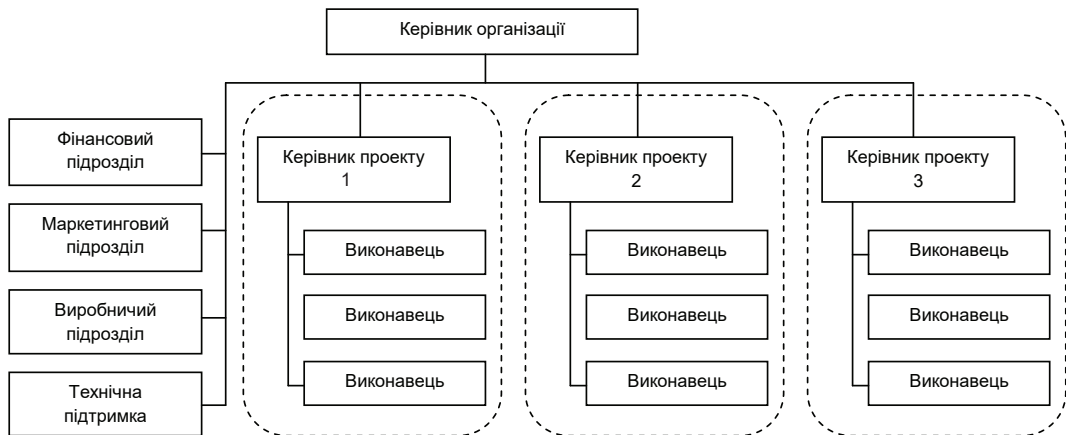 Керівник організації
Фінансовий
підрозділ
Маркетинговий
підрозділ
Виробничий
підрозділ
Технічна
підтримка
Керівник проекту
1
Виконавець
Виконавець
Виконавець
Керівник проекту
2
Виконавець
Виконавець
Виконавець
Керівник проекту
3
Виконавець
Виконавець
Виконавець